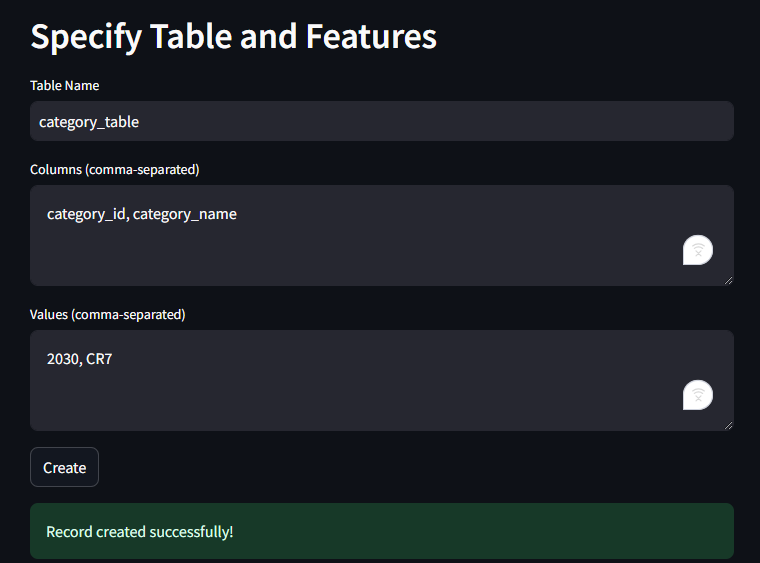 Specify Table and Features
Table Name
category_table
Columns (comma-separated)
category_id, category_name
Values (comma-separated)
2030, CR7
Create
Record created successfully!